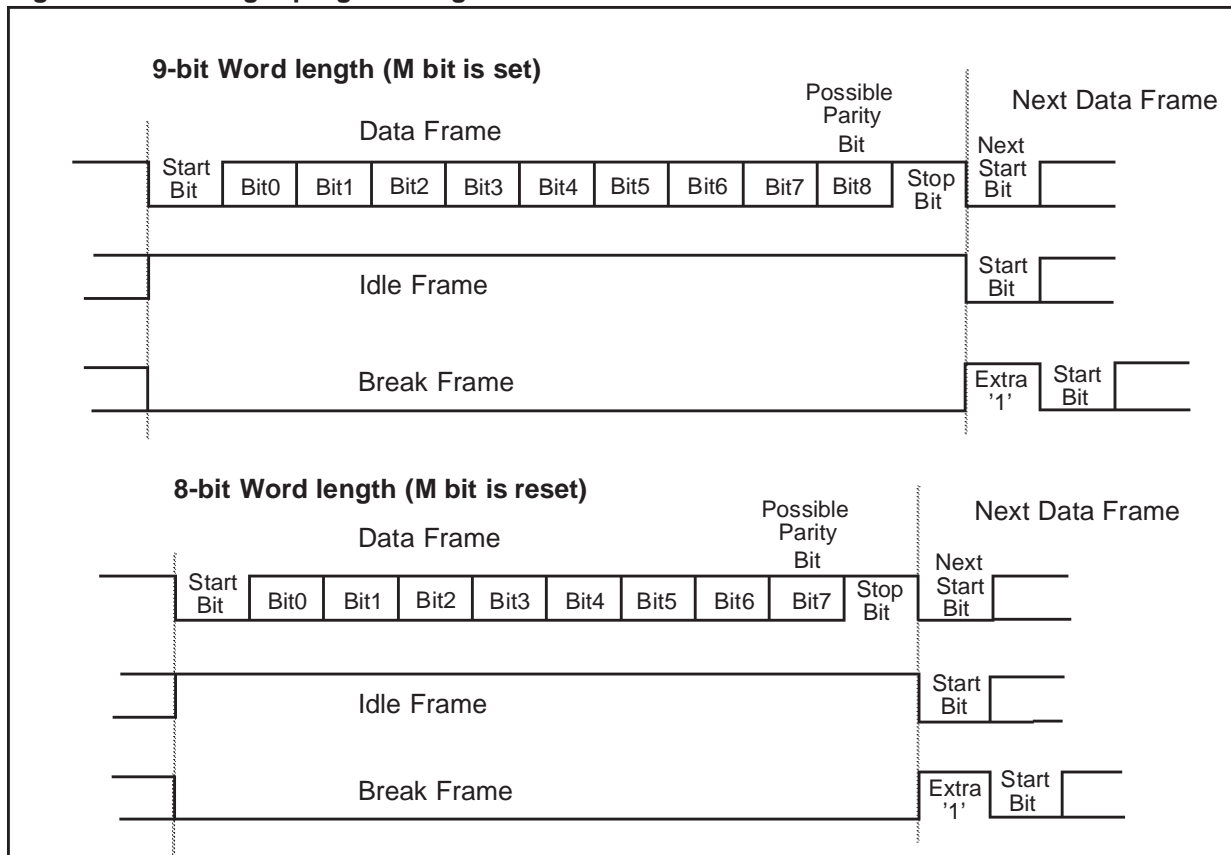 9-bit Word length (M bit is set)
Possible
Parity
Bit
Next Data Frame
Data Frame
Start
Bit
Bit0
Bit1
Bit2
Bit3
Bit4
Bit5
Bit6
Bit7
Bit8
Stop
Bit
Next
Start
Bit
Idle Frame
Start
Bit
Break Frame
Extra
'1'
Start
Bit
8-bit Word length (M bit is reset)
Possible
Parity
Bit
Next Data Frame
Data Frame
Start
Bit
Bit0
Bit1
Bit2
Bit3
Bit4
Bit5
Bit6
Bit7
Stop
Bit
Next
Start
Bit
Idle Frame
Start
Bit
Break Frame
Extra
'1'
Start
Bit